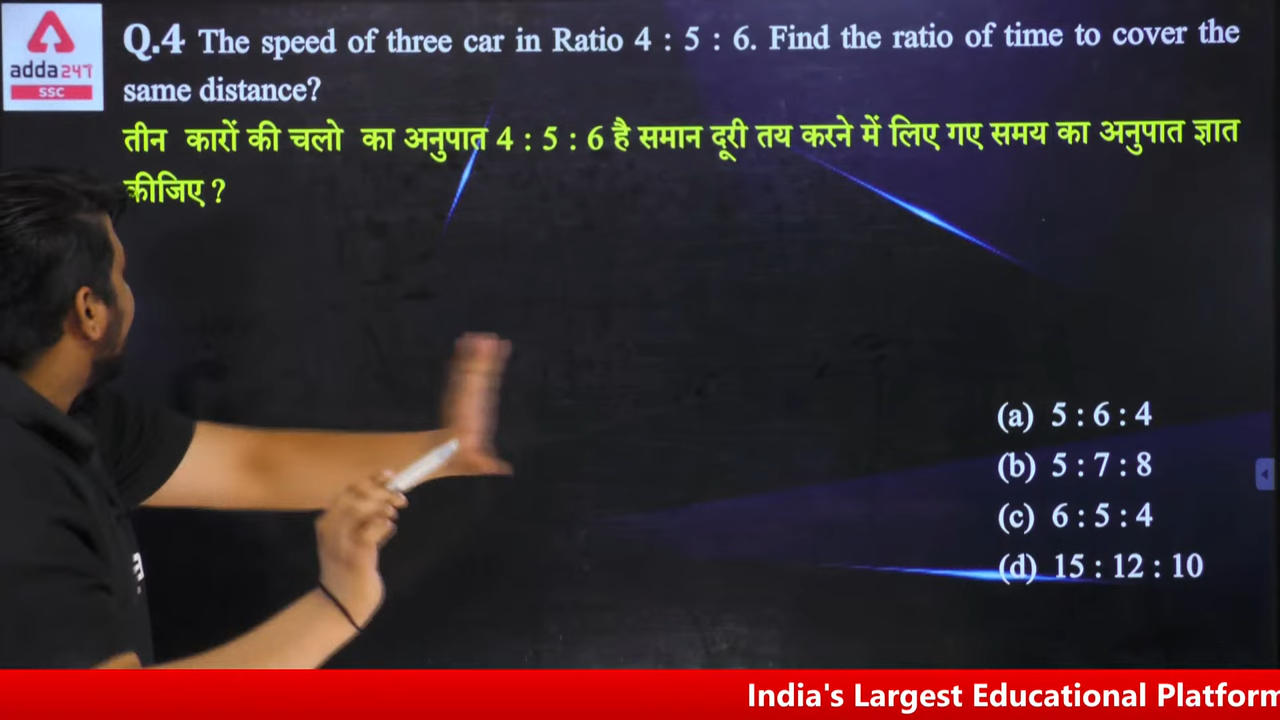 adda247
SSC
Q.4 The speed of three car in Ratio 4 : 5 : 6. Find the ratio of time to cover the
same distance?
तीन कारों की चलो का अनुपात 4 : 5 : 6 है समान दूरी तय करने में लिए गए समय का अनुपात ज्ञात
कीजिए ?
(a) 5 : 6 : 4
(b) 5 : 7 : 8
(c) 6 : 5 : 4
(d) 15 : 12 : 10
India's Largest Educational Platform